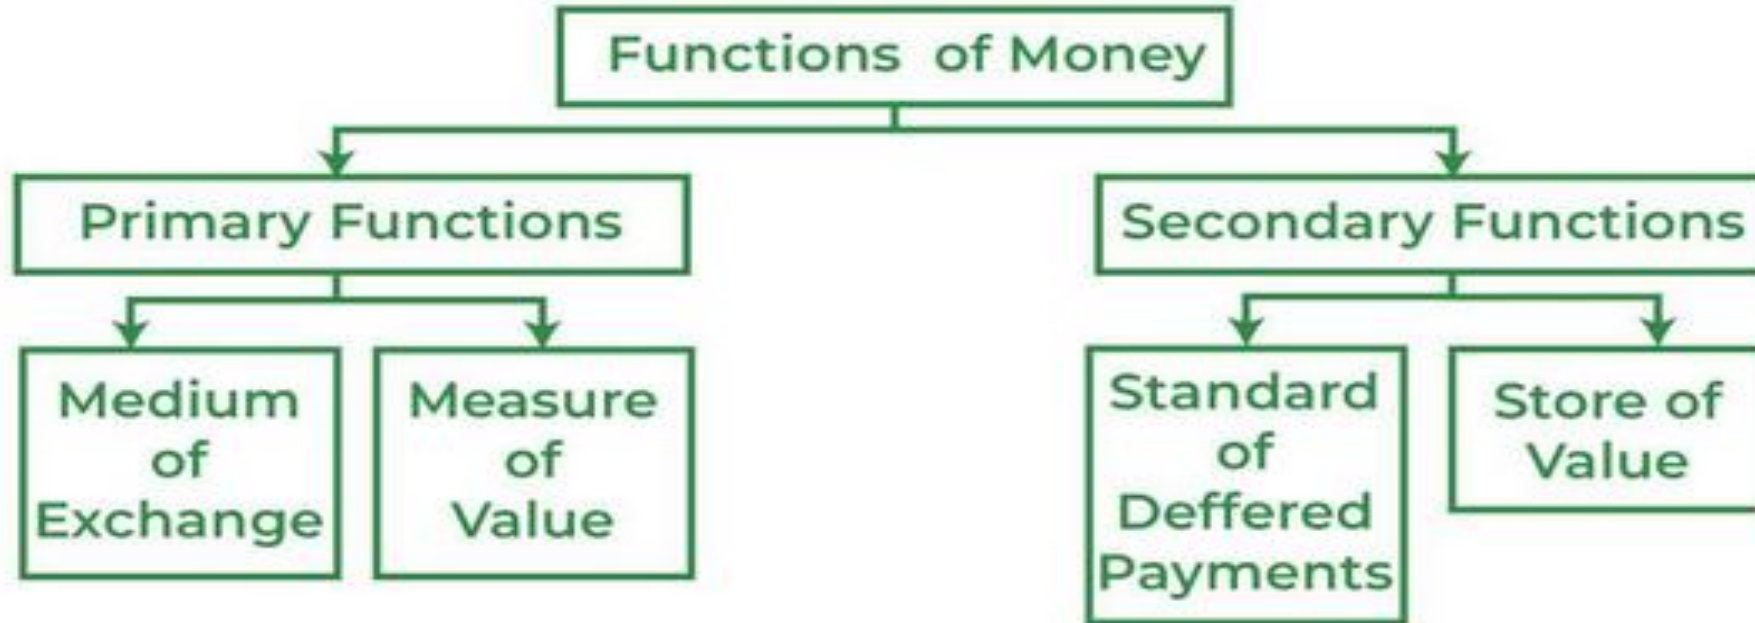 Functions of Money
Primary Functions
Secondary Functions
Medium
of
Exchange
Measure
of
Value
Standard
of
Deffered
Payments
Store of
Value